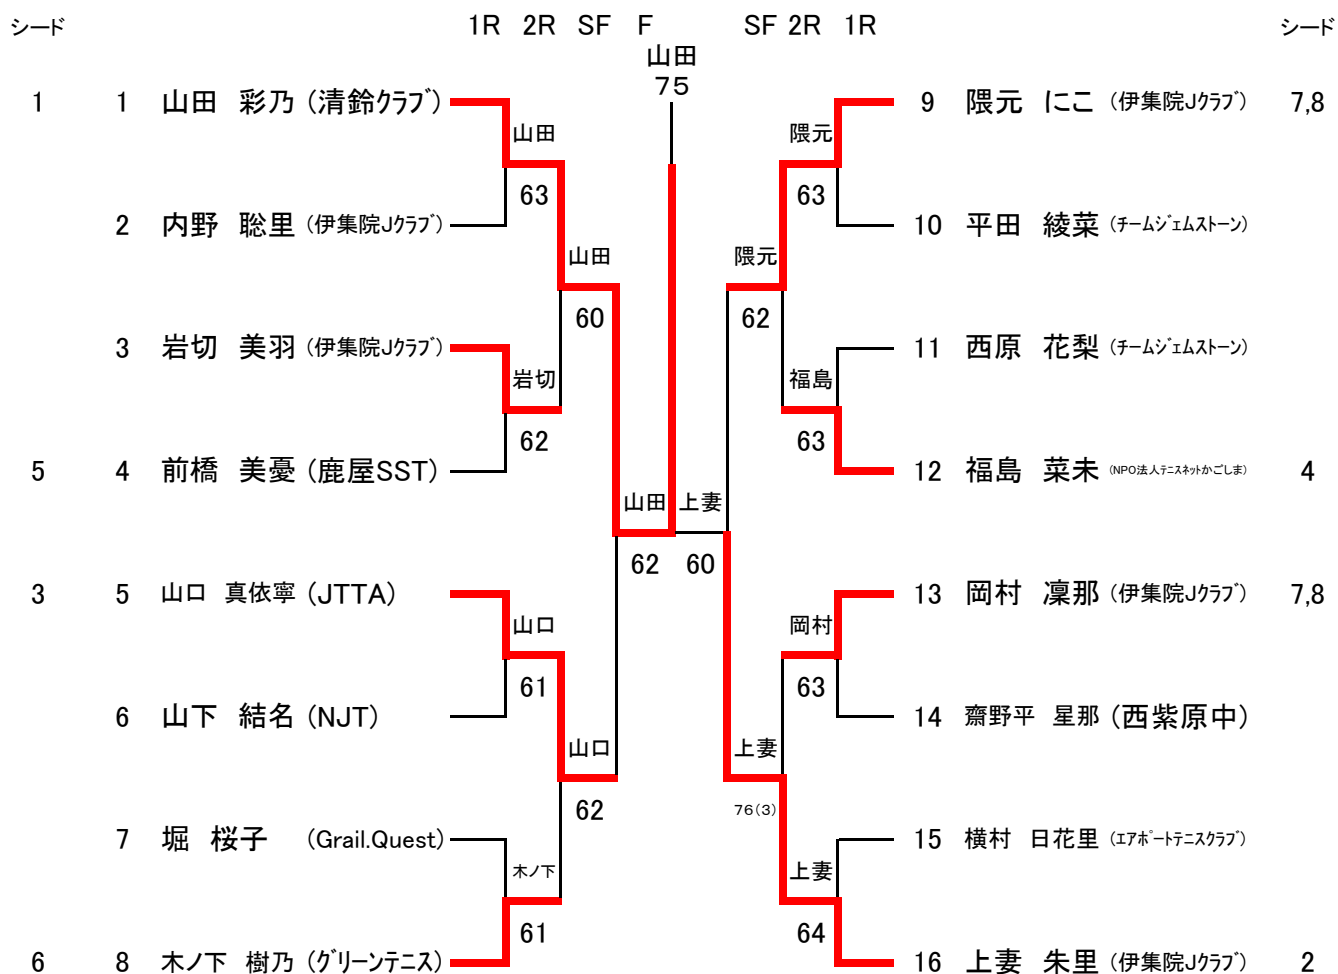 シード 1R 2R SF F SF 2R 1R シード
山田
75
1 1 山田 彩乃 (清鈴クラブ) 9 隈元 にこ (伊集院Jクラブ) 7,8
山田 隈元
63 63
2 内野 聡里 (伊集院Jクラブ) 10 平田 綾菜 (チームジェムストーン)
山田 隈元
60 62
3 岩切 美羽 (伊集院Jクラブ) 11 西原 花梨 (チームジェムストーン)
岩切 福島
62 63
5 4 前橋 美憂 (鹿屋SST) 12 福島 菜未 (NPO法人テニスネットかごしま) 4
山田 上妻
62 60
3 5 山口 真依寧 (JTTA) 13 岡村 凜那 (伊集院Jクラブ) 7,8
山口 岡村
61 63
6 山下 結名 (NJT) 14 齋野平 星那 (西紫原中)
山口 上妻
62 76(3)
7 堀 桜子 (Grail.Quest) 15 横村 日花里 (エアポートテニスクラブ)
木ノ下 上妻
61 64
6 8 木ノ下 樹乃 (グリーンテニス) 16 上妻 朱里 (伊集院Jクラブ) 2